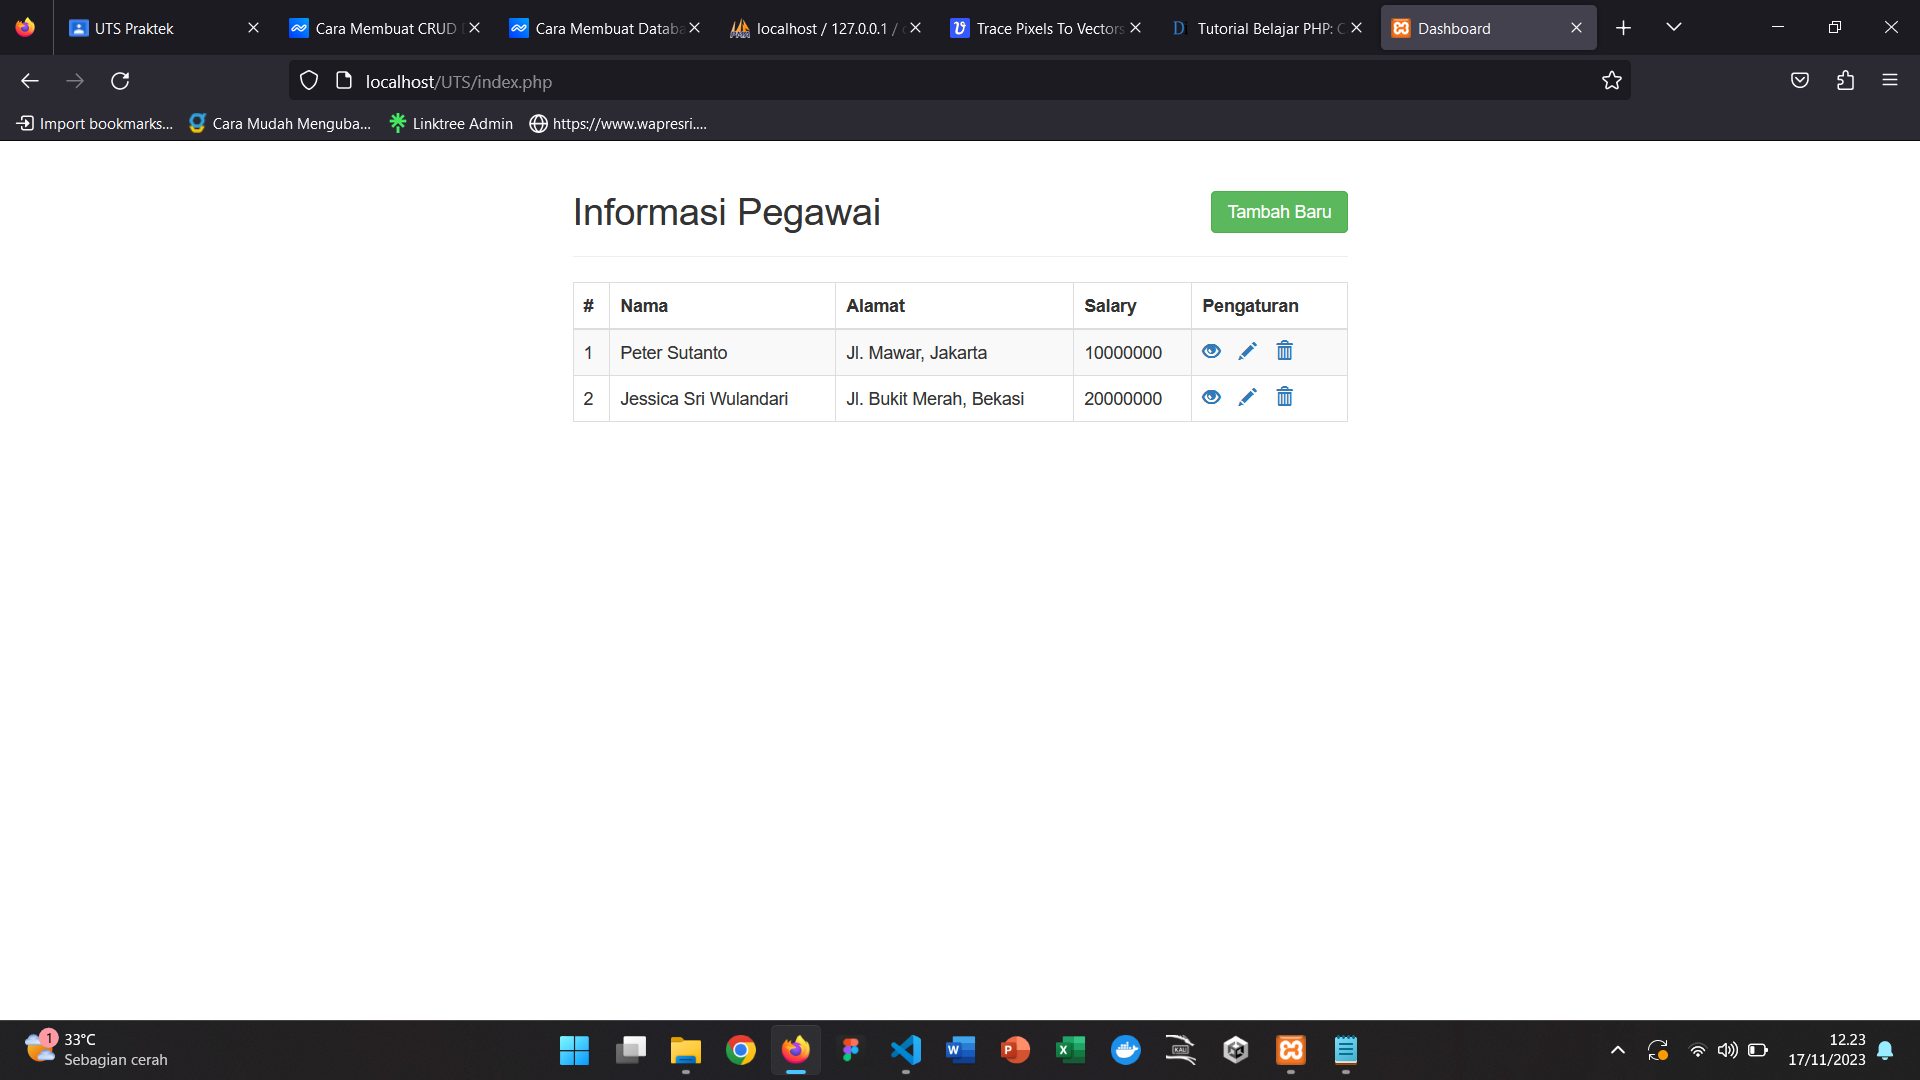 UTS Praktek
Cara Membuat CRUD
Cara Membuat Databa
localhost / 127.0.0.1 /
Trace Pixels To Vectors
Tutorial Belajar PHP: C
Dashboard
localhost/UTS/index.php
Import bookmarks...
Cara Mudah Menguba...
Linktree Admin
https://www.wapresri....
Informasi Pegawai
Tambah Baru
# Nama Alamat Salary Pengaturan
1 Peter Sutanto Jl. Mawar, Jakarta 10000000
2 Jessica Sri Wulandari Jl. Bukit Merah, Bekasi 20000000
1
33°C
Sebagian cerah
KALI
12.23
17/11/2023